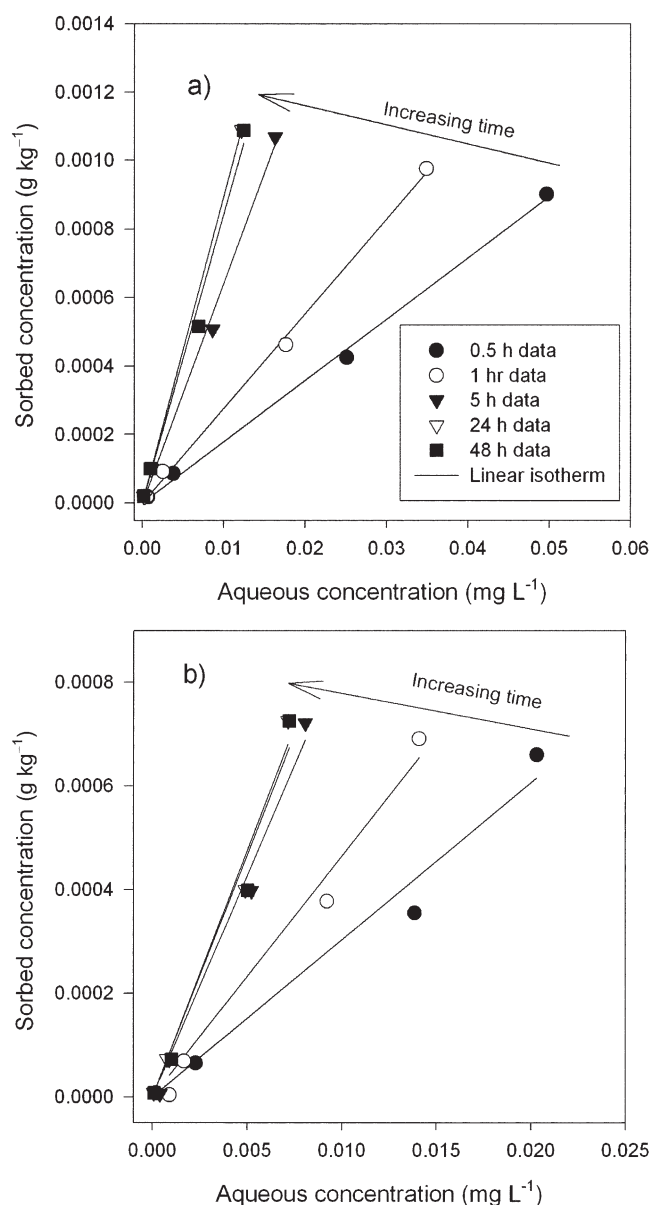 0.0014
a)
0.0012
Increasing time
0.0010
0.0008
0.0006
0.0004
0.0002
0.0000
Sorbed concentration (g kg⁻¹)
0.5 h data
1 hr data
5 h data
24 h data
48 h data
Linear isotherm
0.00 0.01 0.02 0.03 0.04 0.05 0.06
Aqueous concentration (mg L⁻¹)
b)
0.0008
Increasing time
0.0006
0.0004
0.0002
0.0000
Sorbed concentration (g kg⁻¹)
0.000 0.005 0.010 0.015 0.020 0.025
Aqueous concentration (mg L⁻¹)